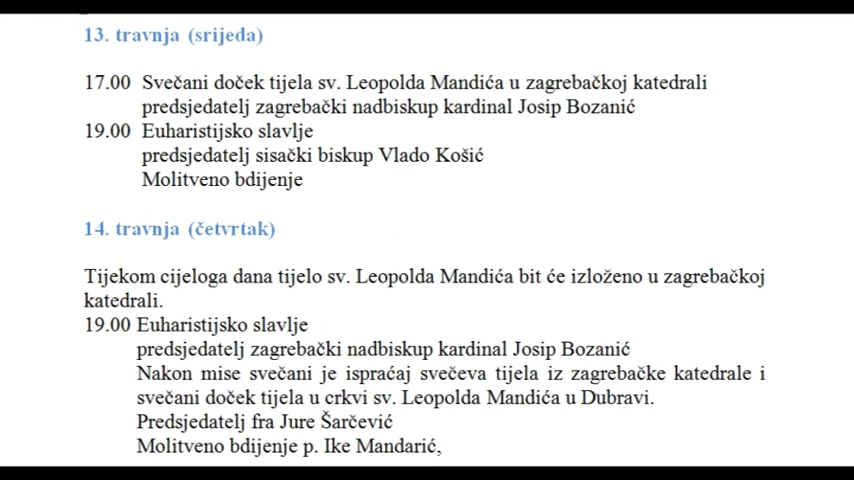 13. travnja (srijeda)
17.00 Svečani doček tijela sv. Leopolda Mandića u zagrebačkoj katedrali
predsjedatelj zagrebački nadbiskup kardinal Josip Bozanić
19.00 Euharistijsko slavlje
predsjedatelj sisački biskup Vlado Košić
Molitveno bdijenje
14. travnja (četvrtak)
Tijekom cijeloga dana tijelo sv. Leopolda Mandića bit će izloženo u zagrebačkoj
katedrali.
19.00 Euharistijsko slavlje
predsjedatelj zagrebački nadbiskup kardinal Josip Bozanić
Nakon mise svečani je ispraćaj svečeva tijela iz zagrebačke katedrale i
svečani doček tijela u crkvi sv. Leopolda Mandića u Dubravi.
Predsjedatelj fra Jure Šarčević
Molitveno bdijenje p. Ike Mandarić,